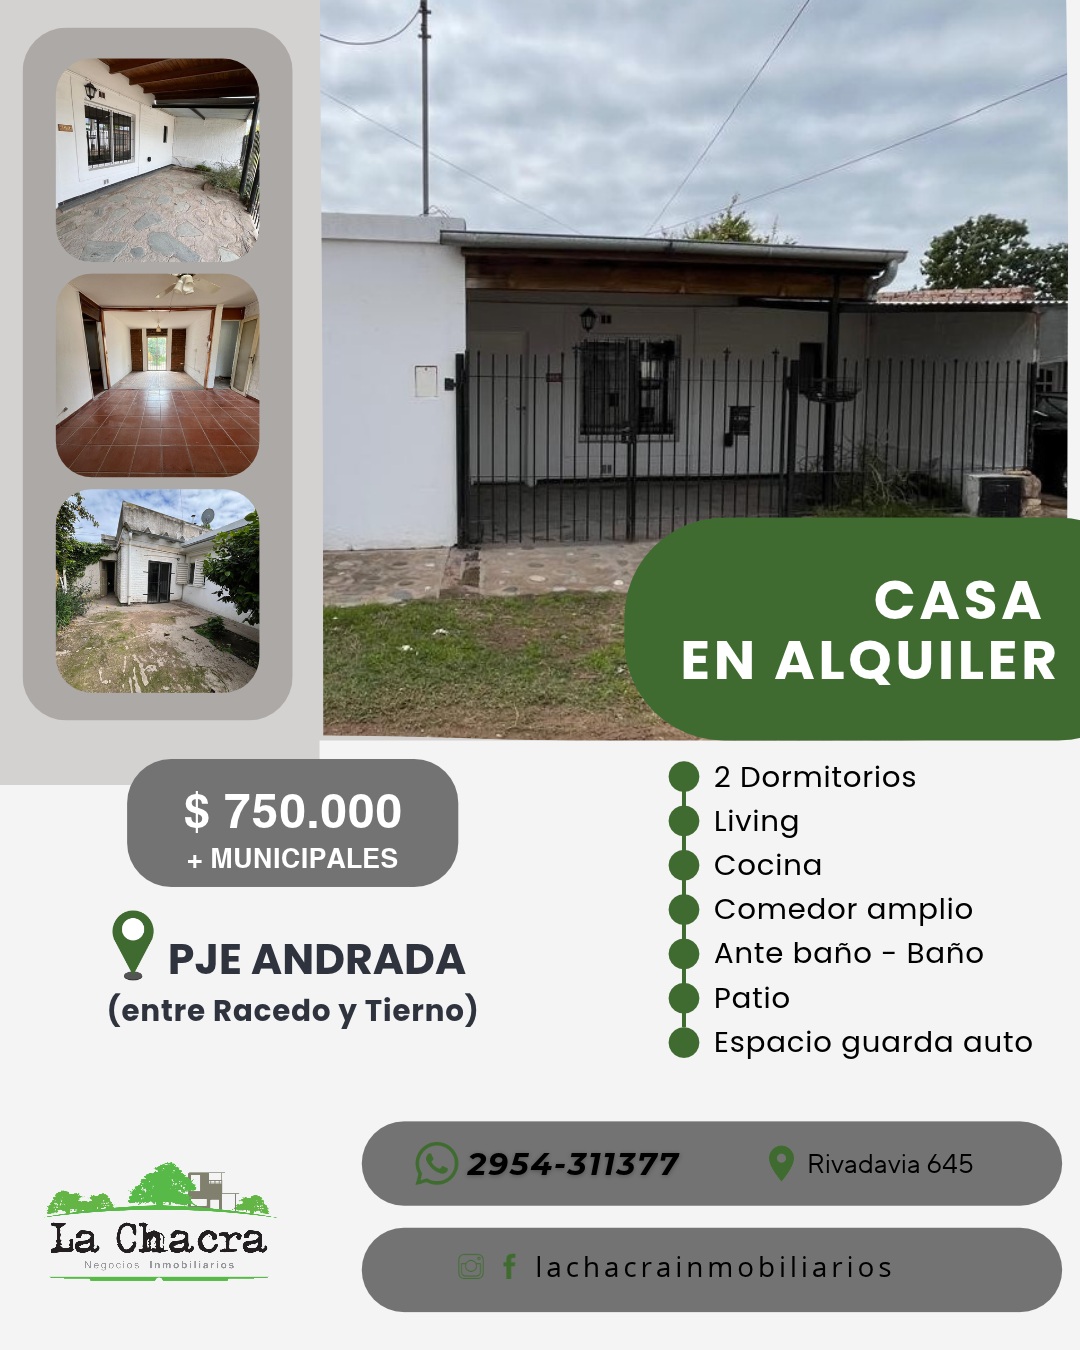 CASA
EN ALQUILER
$ 750.000
+ MUNICIPALES
PJE ANDRADA
(entre Racedo y Tierno)
2 Dormitorios
Living
Cocina
Comedor amplio
Ante baño - Baño
Patio
Espacio guarda auto
2954-311377
Rivadavia 645
lachacrainmobiliarios
La Chacra
Negocios Inmobiliarios